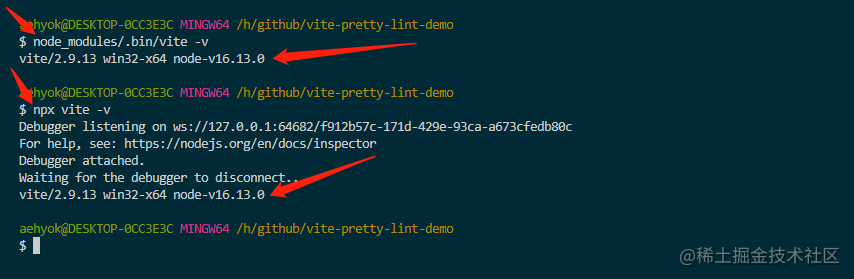 aehyok@DESKTOP-0CC3E3C MINGW64 /h/github/vite-pretty-lint-demo
$ node_modules/.bin/vite -v
vite/2.9.13 win32-x64 node-v16.13.0
aehyok@DESKTOP-0CC3E3C MINGW64 /h/github/vite-pretty-lint-demo
$ npx vite -v
Debugger listening on ws://127.0.0.1:64682/f912b57c-171d-429e-93ca-a673cfedb80c
For help, see: https://nodejs.org/en/docs/inspector
Debugger attached.
Waiting for the debugger to disconnect...
vite/2.9.13 win32-x64 node-v16.13.0
aehyok@DESKTOP-0CC3E3C MINGW64 /h/github/vite-pretty-lint-demo
$
@稀土掘金技术社区